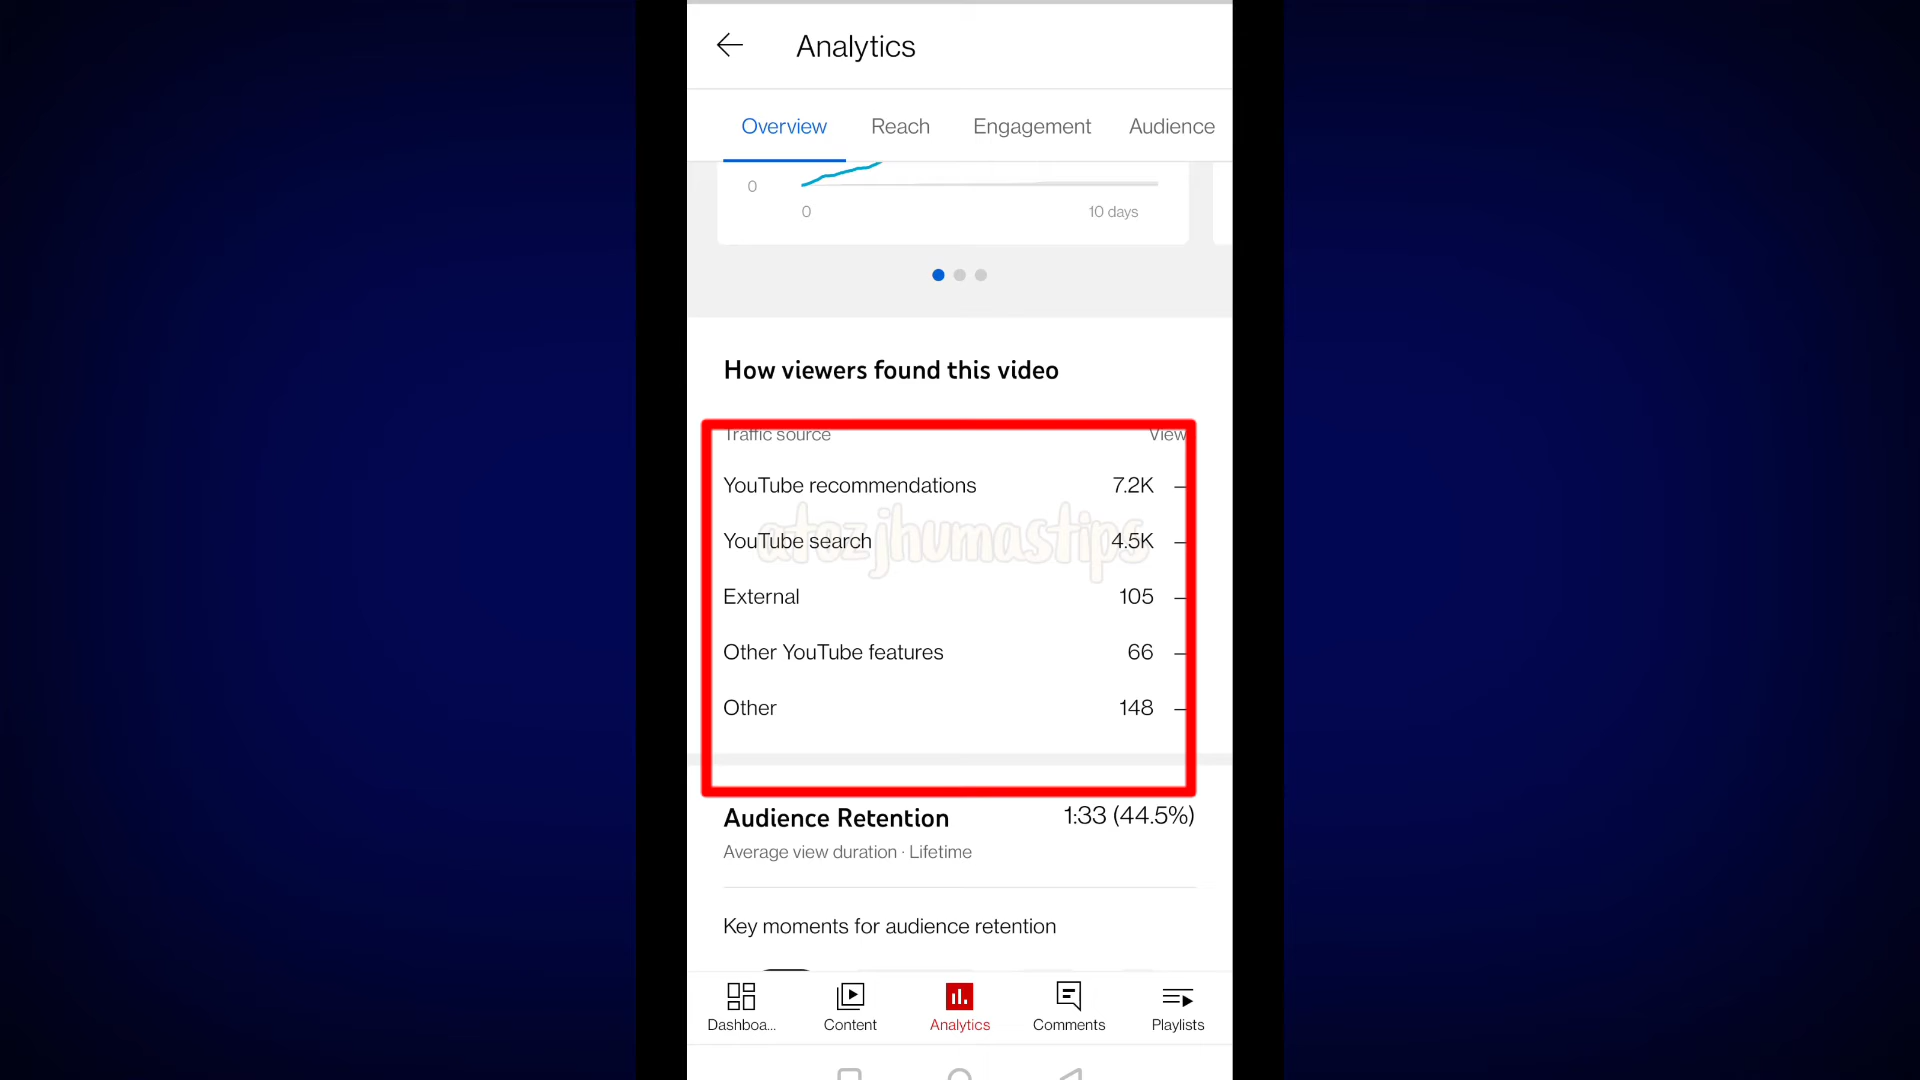 Analytics
Overview Reach Engagement Audience
0
0 10 days
How viewers found this video
Traffic source View
YouTube recommendations 7.2K —
atozjhumastips
YouTube search 4.5K —
External 105 —
Other YouTube features 66 —
Other 148 —
Audience Retention 1:33 (44.5%)
Average view duration · Lifetime
Key moments for audience retention
Dashboa... Content Analytics Comments Playlists